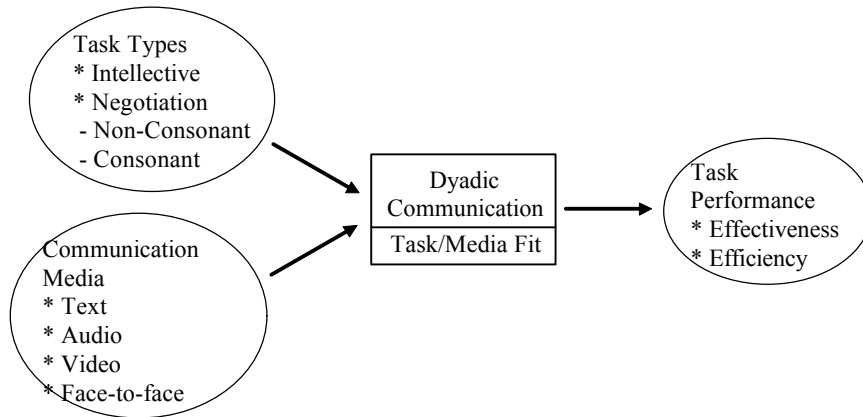 Task Types
* Intellective
* Negotiation
- Non-Consonant
- Consonant
Communication
Media
* Text
* Audio
* Video
* Face-to-face
Dyadic
Communication
Task/Media Fit
Task
Performance
* Effectiveness
* Efficiency